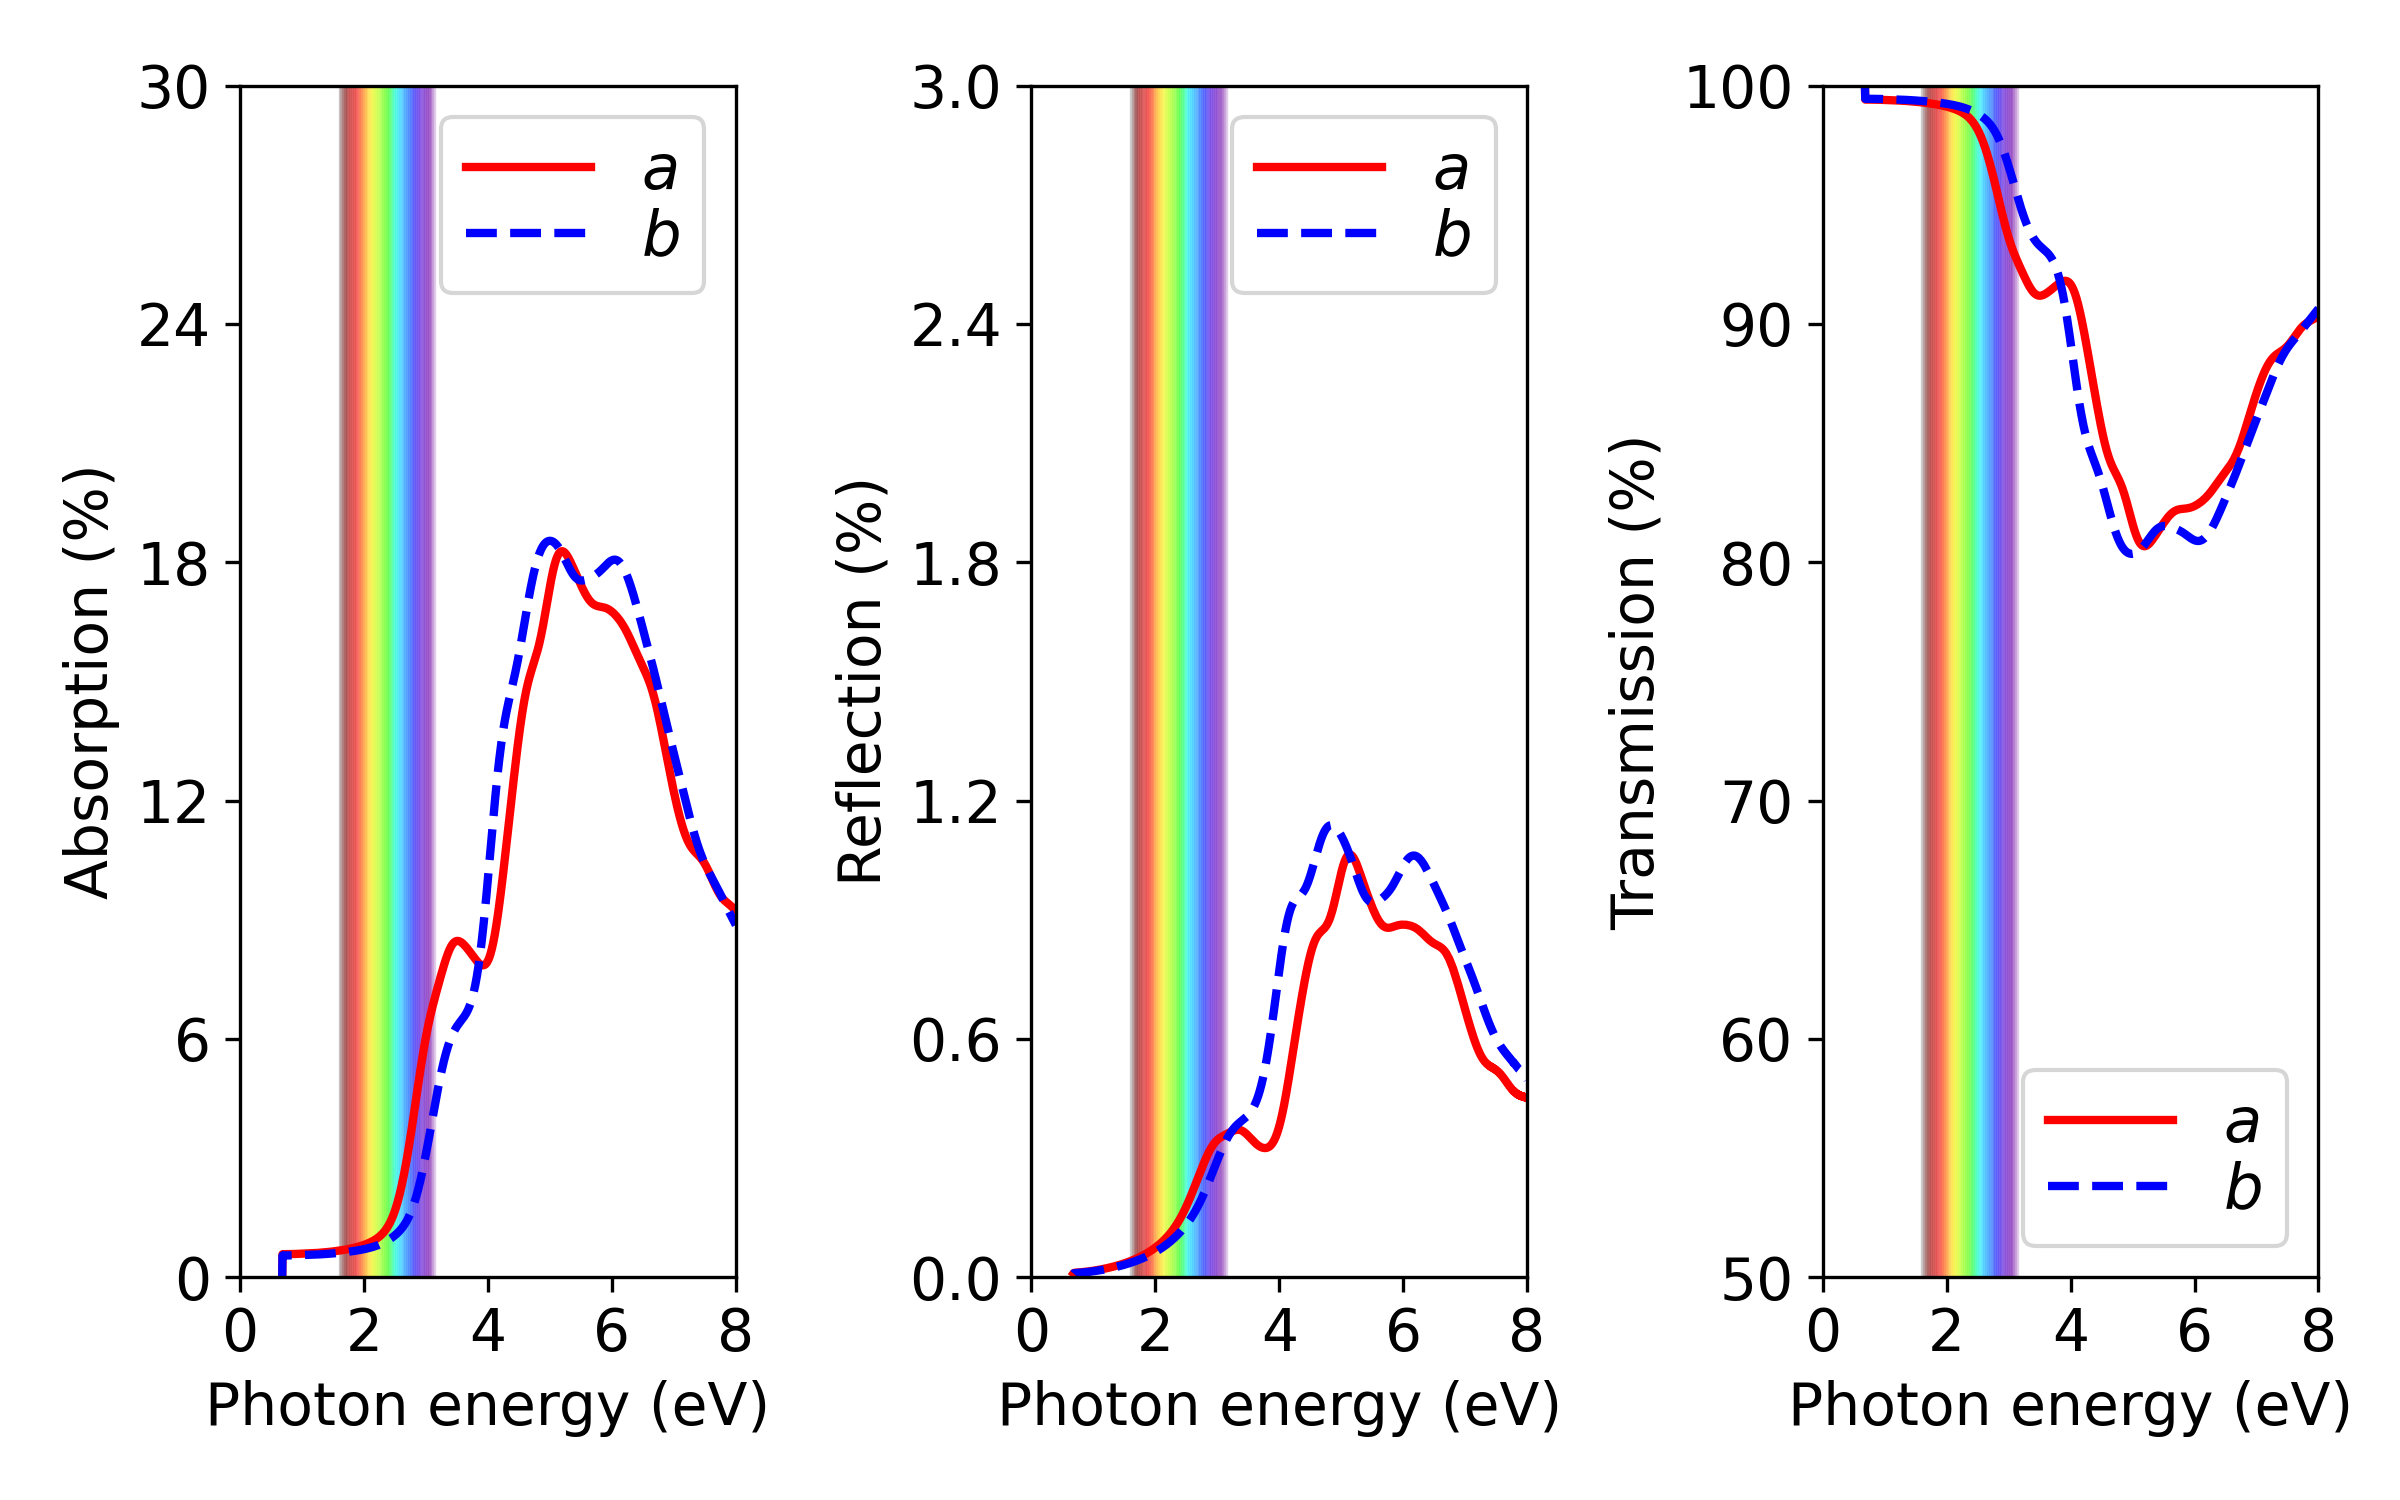 Absorption (%)
30
24
18
12
6
0
0 2 4 6 8
Photon energy (eV)
a
b
Reflection (%)
3.0
2.4
1.8
1.2
0.6
0.0
0 2 4 6 8
Photon energy (eV)
a
b
Transmission (%)
100
90
80
70
60
50
0 2 4 6 8
Photon energy (eV)
a
b